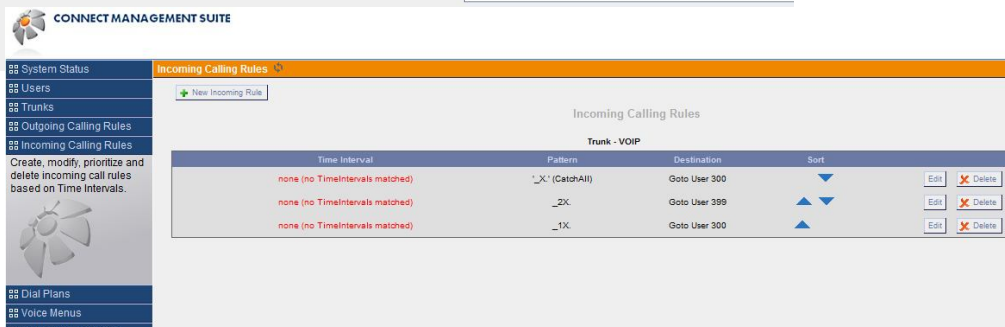 CONNECT MANAGEMENT SUITE
System Status
Users
Trunks
Outgoing Calling Rules
Incoming Calling Rules
Create, modify, prioritize and
delete incoming call rules
based on Time Intervals.
Dial Plans
Voice Menus
Incoming Calling Rules
New Incoming Rule
Incoming Calling Rules
Trunk - VOIP
Time Interval Pattern Destination Sort
none (no TimeIntervals matched) '_X.' (CatchAll) Goto User 300 Edit Delete
none (no TimeIntervals matched) _2X. Goto User 399 Edit Delete
none (no TimeIntervals matched) _1X. Goto User 300 Edit Delete